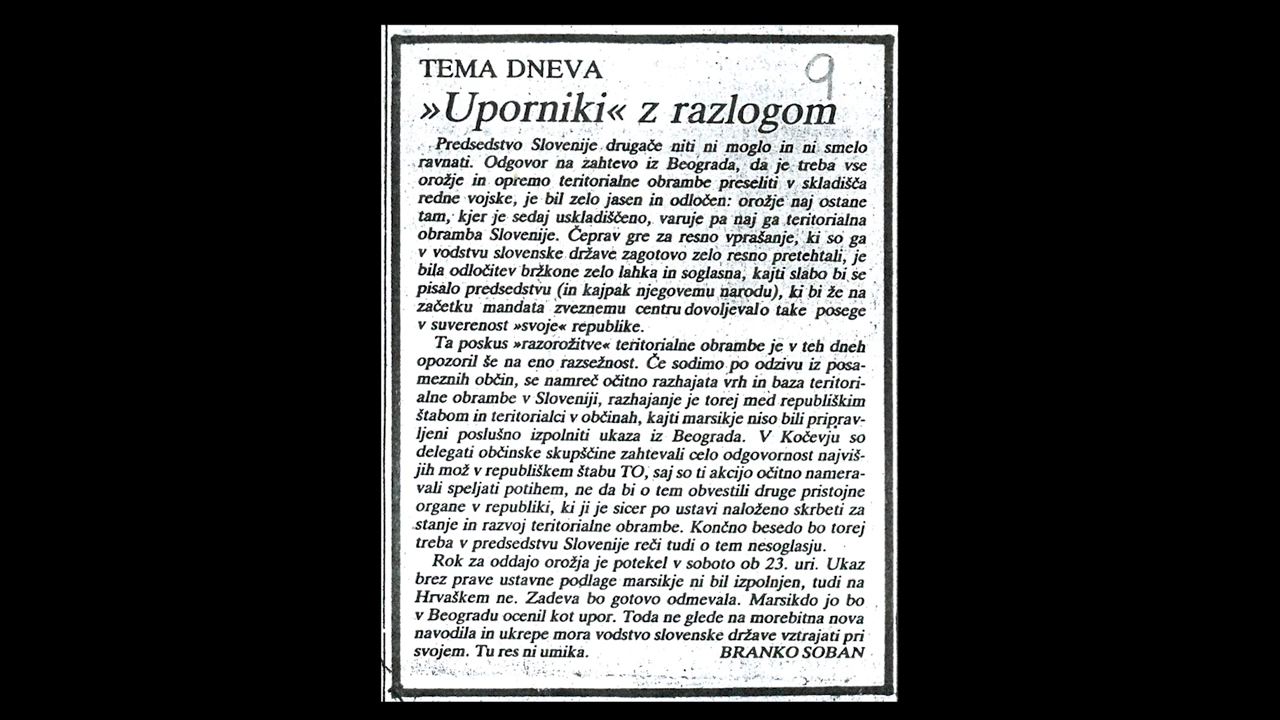 TEMA DNEVA
9
»Uporniki« z razlogom
Predsedstvo Slovenije drugače niti ni moglo in ni smelo
ravnati. Odgovor na zahtevo iz Beograda, da je treba vse
orožje in opremo teritorialne obrambe preseliti v skladišča
redne vojske, je bil zelo jasen in odločen: orožje naj ostane
tam, kjer je sedaj uskladiščeno, varuje pa naj ga teritorialna
obramba Slovenije. Čeprav gre za resno vprašanje, ki so ga
v vodstvu slovenske države zagotovo zelo resno pretehtali, je
bila odločitev bržkone zelo lahka in soglasna, kajti slabo bi se
pisalo predsedstvu (in kajpak njegovemu narodu), ki bi že na
začetku mandata zveznemu centru dovoljevalo take posege
v suverenost »svoje« republike.
Ta poskus »razorožitve« teritorialne obrambe je v teh dneh
opozoril še na eno razsežnost. Če sodimo po odzivu iz posa-
meznih občin, se namreč očitno razhajata vrh in baza teritori-
alne obrambe v Sloveniji, razhajanje je torej med republiškim
štabom in teritorialci v občinah, kajti marsikje niso bili priprav-
ljeni poslušno izpolniti ukaza iz Beograda. V Kočevju so
delegati občinske skupščine zahtevali celo odgovornost najviš-
jih mož v republiškem štabu TO, saj so ti akcijo očitno namera-
vali speljati potihem, ne da bi o tem obvestili druge pristojne
organe v republiki, ki ji je sicer po ustavi naloženo skrbeti za
stanje in razvoj teritorialne obrambe. Končno besedo bo torej
treba v predsedstvu Slovenije reči tudi o tem nesoglasju.
Rok za oddajo orožja je potekel v soboto ob 23. uri. Ukaz
brez prave ustavne podlage marsikje ni bil izpolnjen, tudi na
Hrvaškem ne. Zadeva bo gotovo odmevala. Marsikdo jo bo
v Beogradu ocenil kot upor. Toda ne glede na morebitna nova
navodila in ukrepe mora vodstvo slovenske države vztrajati pri
svojem. Tu res ni umika. BRANKO SOBAN